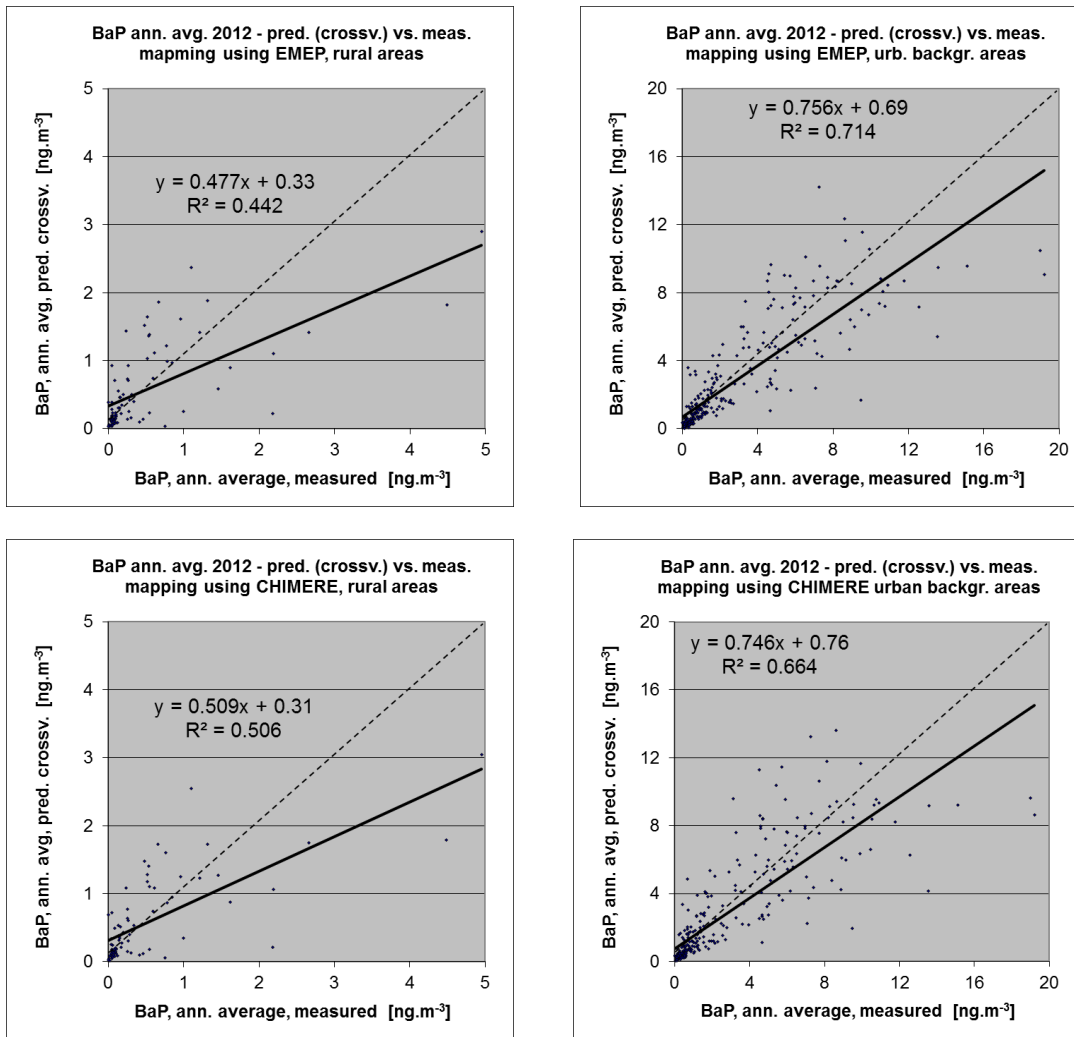 BaP ann. avg. 2012 - pred. (crossv.) vs. meas.
mapming using EMEP, rural areas
BaP, ann. avg, pred. crossv. [ng.m⁻³]
5
4
3
2
1
0
y = 0.477x + 0.33
R² = 0.442
0 1 2 3 4 5
BaP, ann. average, measured [ng.m⁻³]
BaP ann. avg. 2012 - pred. (crossv.) vs. meas.
mapping using EMEP, urb. backgr. areas
BaP, ann. avg, pred. crossv. [ng.m⁻³]
20
16
12
8
4
0
y = 0.756x + 0.69
R² = 0.714
0 4 8 12 16 20
BaP, ann. average, measured [ng.m⁻³]
BaP ann. avg. 2012 - pred. (crossv.) vs. meas.
mapping using CHIMERE, rural areas
BaP, ann. avg, pred. crossv. [ng.m⁻³]
5
4
3
2
1
0
y = 0.509x + 0.31
R² = 0.506
0 1 2 3 4 5
BaP, ann. average, measured [ng.m⁻³]
BaP ann. avg. 2012 - pred. (crossv.) vs. meas.
mapping using CHIMERE urban backgr. areas
BaP, ann. avg, pred. crossv. [ng.m⁻³]
20
16
12
8
4
0
y = 0.746x + 0.76
R² = 0.664
0 4 8 12 16 20
BaP, ann. average, measured [ng.m⁻³]